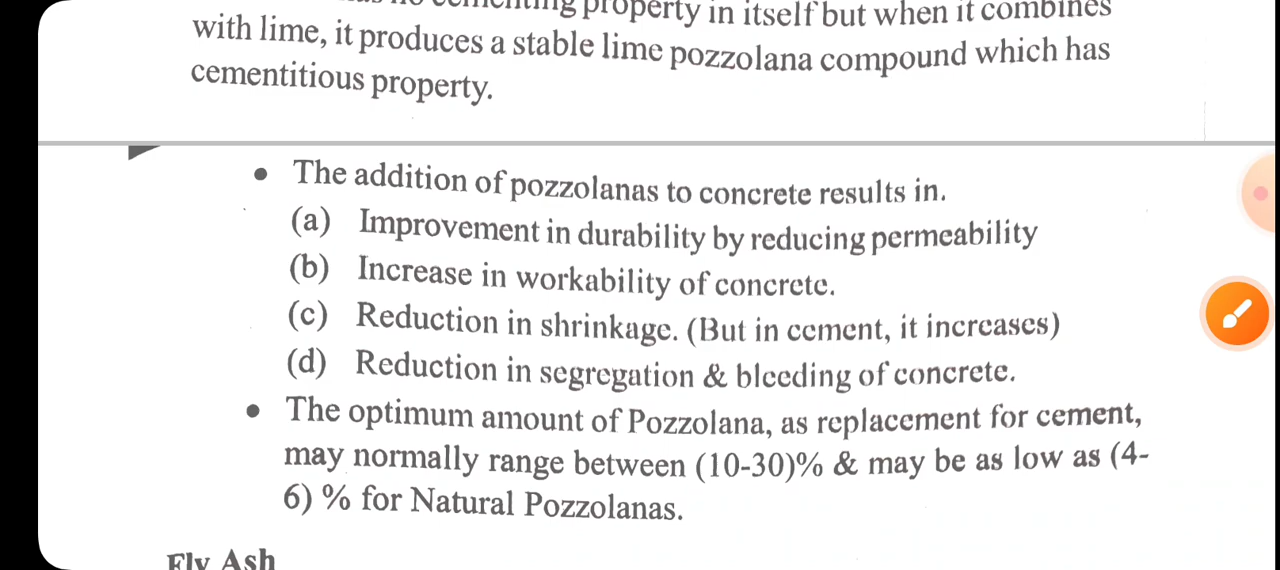 property in itself but when it combines
with lime, it produces a stable lime pozzolana compound which has
cementitious property.
• The addition of pozzolanas to concrete results in.
(a) Improvement in durability by reducing permeability
(b) Increase in workability of concrete.
(c) Reduction in shrinkage. (But in cement, it increases)
(d) Reduction in segregation & bleeding of concrete.
• The optimum amount of Pozzolana, as replacement for cement,
may normally range between (10-30)% & may be as low as (4-
6) % for Natural Pozzolanas.
Fly Ash